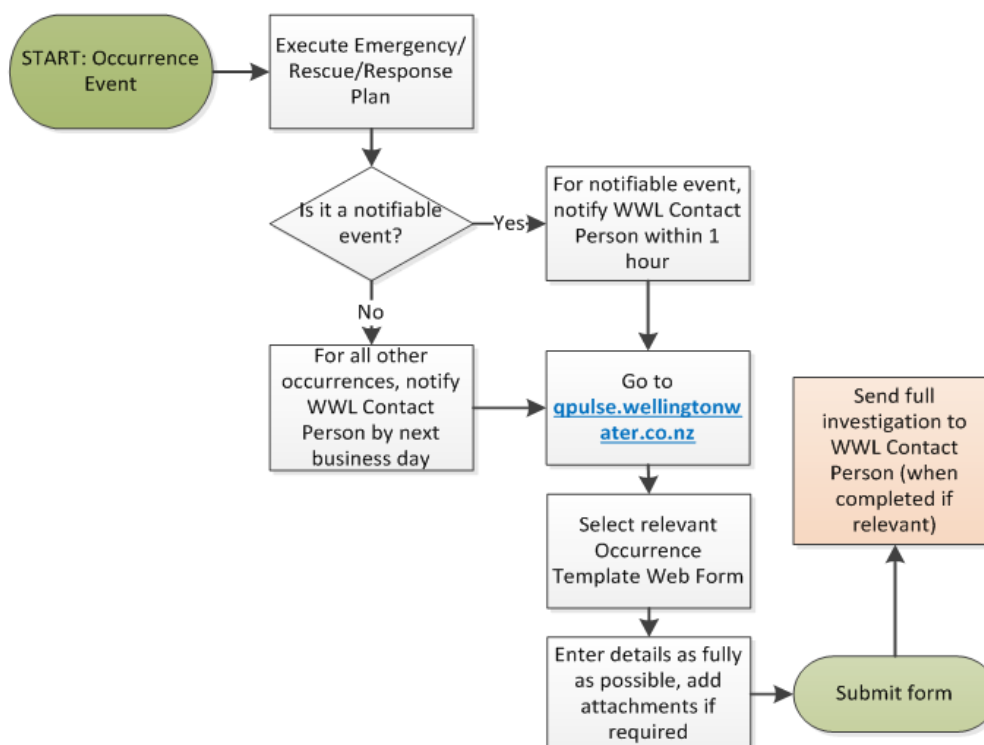 START: Occurrence
Event
Execute Emergency/
Rescue/Response
Plan
Is it a notifiable
event?
Yes
For notifiable event,
notify WWL Contact
Person within 1
hour
No
For all other
occurrences, notify
WWL Contact
Person by next
business day
Go to
qpulse.wellingtonw
ater.co.nz
Select relevant
Occurrence
Template Web Form
Enter details as fully
as possible, add
attachments if
required
Submit form
Send full
investigation to
WWL Contact
Person (when
completed if
relevant)